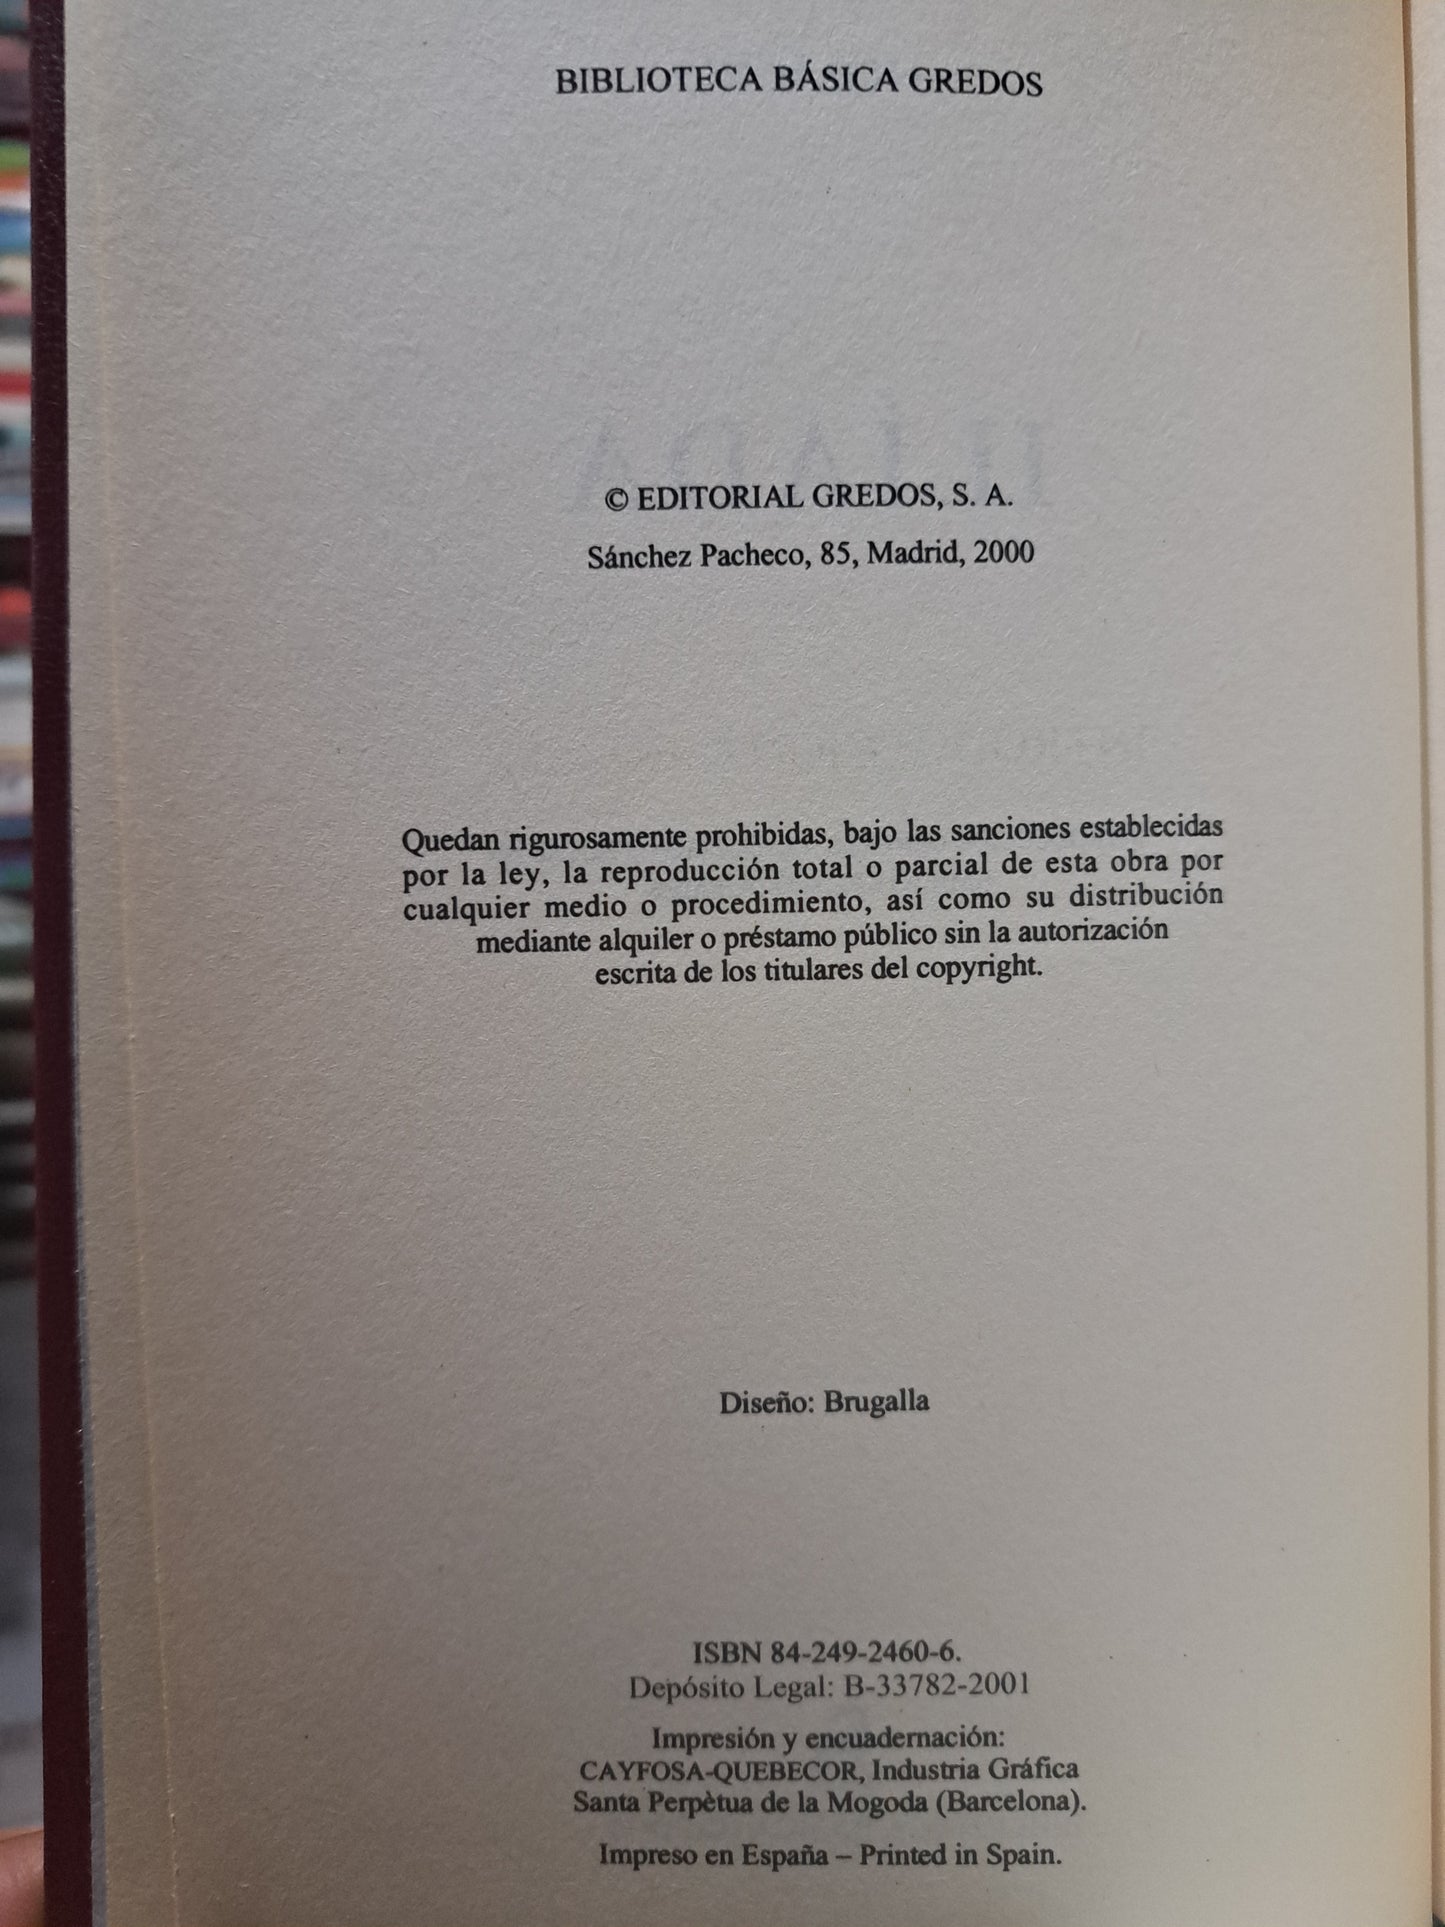 BIBLIOTECA BÁSICA GREDOS
© EDITORIAL GREDOS, S. A.
Sánchez Pacheco, 85, Madrid, 2000
Quedan rigurosamente prohibidas, bajo las sanciones establecidas
por la ley, la reproducción total o parcial de esta obra por
cualquier medio o procedimiento, así como su distribución
mediante alquiler o préstamo público sin la autorización
escrita de los titulares del copyright.
Diseño: Brugalla
ISBN 84-249-2460-6.
Depósito Legal: B-33782-2001
Impresión y encuadernación:
CAYFOSA-QUEBECOR, Industria Gráfica
Santa Perpètua de la Mogoda (Barcelona).
Impreso en España – Printed in Spain.